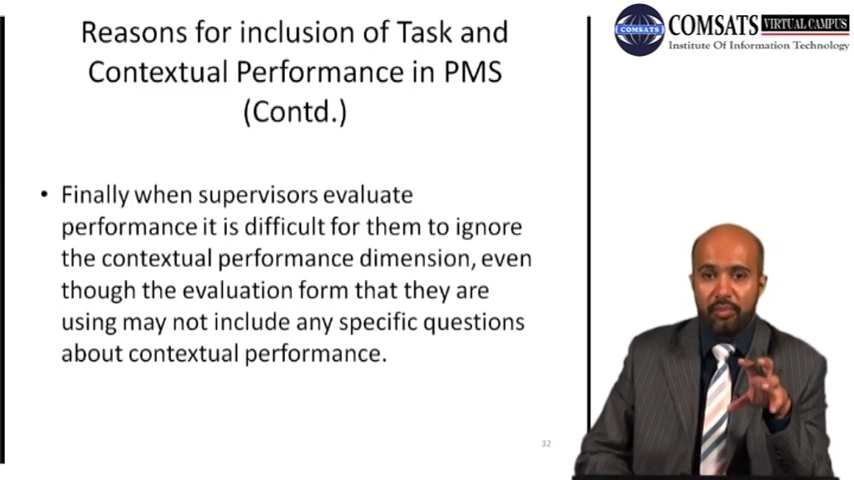 Reasons for inclusion of Task and
Contextual Performance in PMS
(Contd.)
COMSATS VIRTUAL CAMPUS
Institute Of Information Technology
COMSATS
• Finally when supervisors evaluate
performance it is difficult for them to ignore
the contextual performance dimension, even
though the evaluation form that they are
using may not include any specific questions
about contextual performance.
32